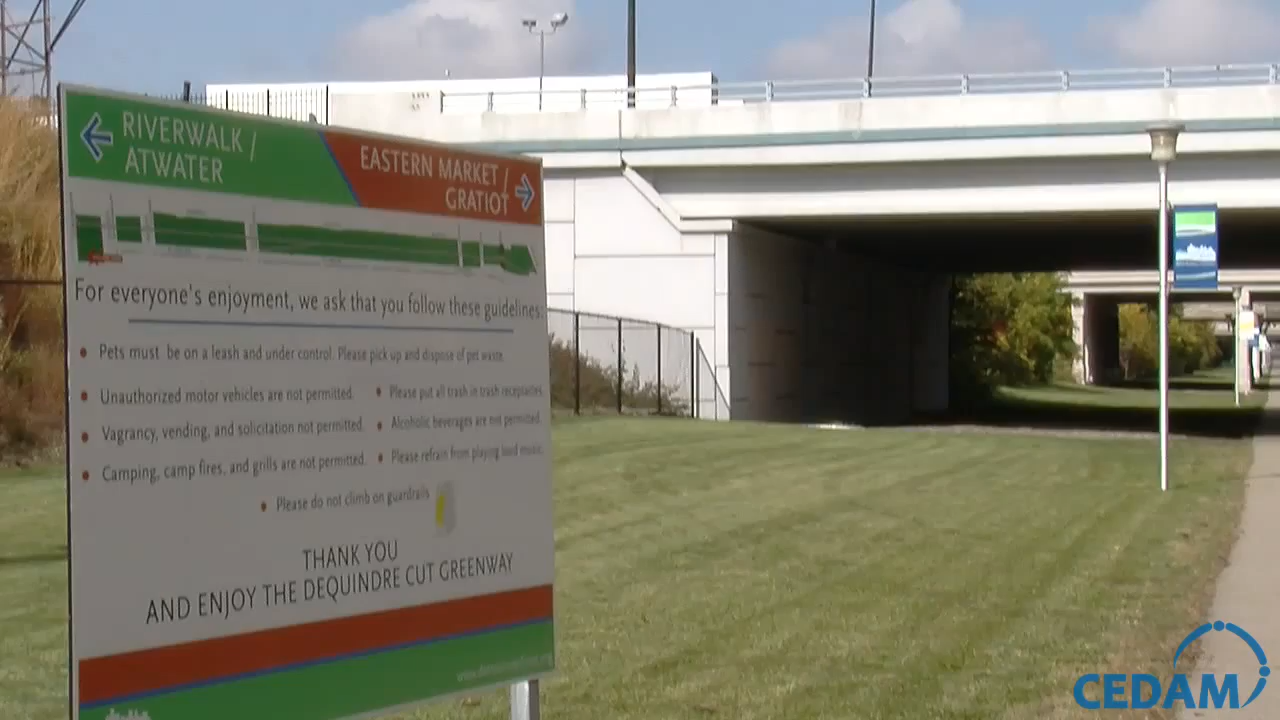 RIVERWALK /
ATWATER
EASTERN MARKET /
GRATIOT
For everyone's enjoyment, we ask that you follow these guidelines:
Pets must be on a leash and under control. Please pick up and dispose of pet waste.
Unauthorized motor vehicles are not permitted.
Please put all trash in trash receptacles.
Vagrancy, vending, and solicitation not permitted.
Alcoholic beverages are not permitted.
Camping, camp fires, and grills are not permitted.
Please refrain from playing loud music.
Please do not climb on guardrails
THANK YOU
AND ENJOY THE DEQUINDRE CUT GREENWAY
CEDAM